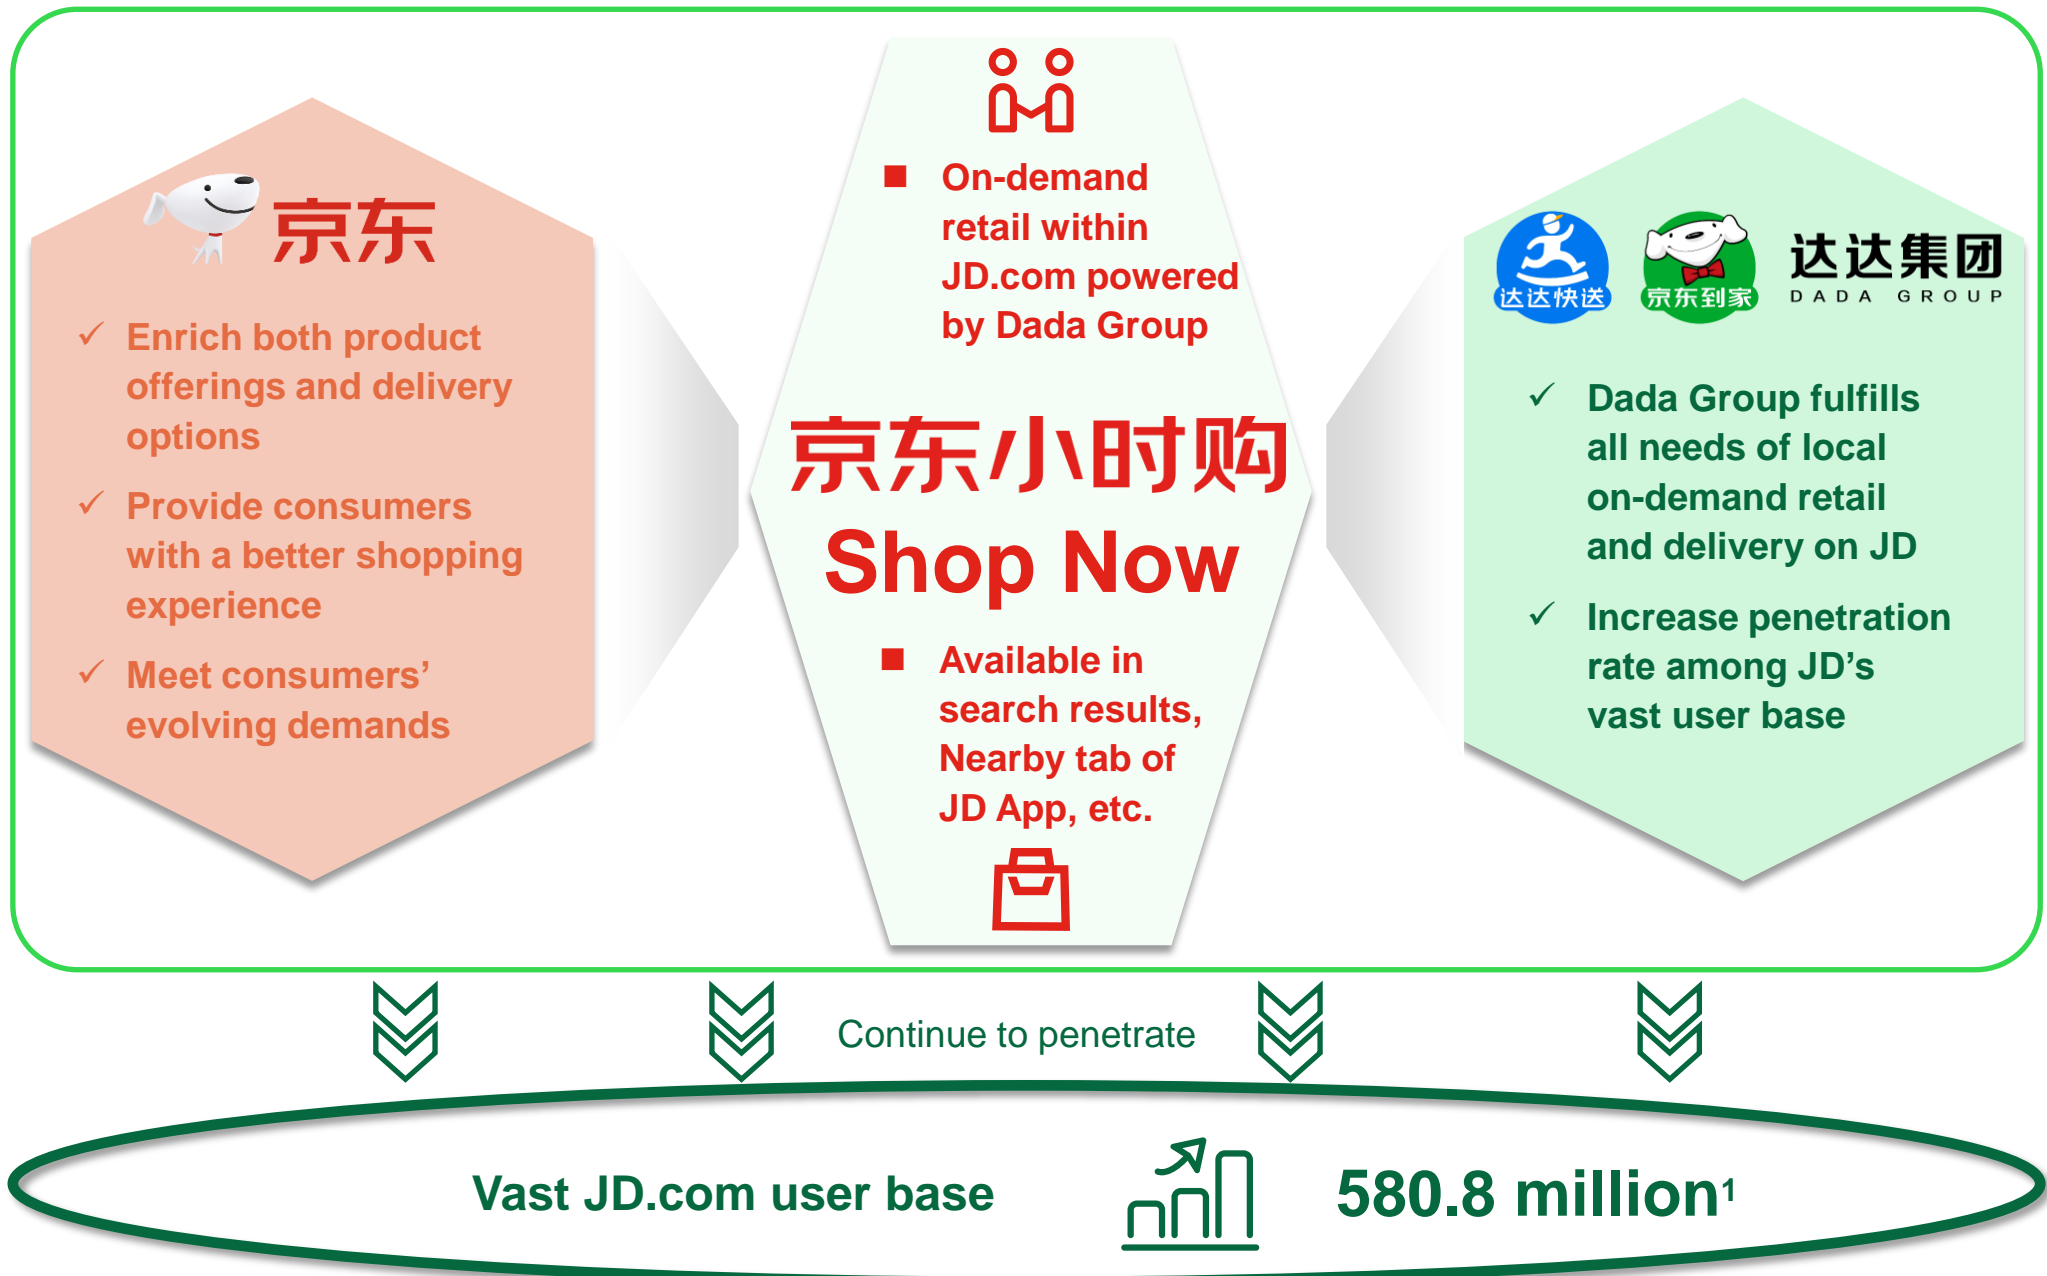 京东
✓ Enrich both product
offerings and delivery
options
✓ Provide consumers
with a better shopping
experience
✓ Meet consumers’
evolving demands
■ On-demand
retail within
JD.com powered
by Dada Group
京东小时购
Shop Now
■ Available in
search results,
Nearby tab of
JD App, etc.
达达快送
京东到家
达达集团
DADA GROUP
✓ Dada Group fulfills
all needs of local
on-demand retail
and delivery on JD
✓ Increase penetration
rate among JD’s
vast user base
Continue to penetrate
Vast JD.com user base
580.8 million¹